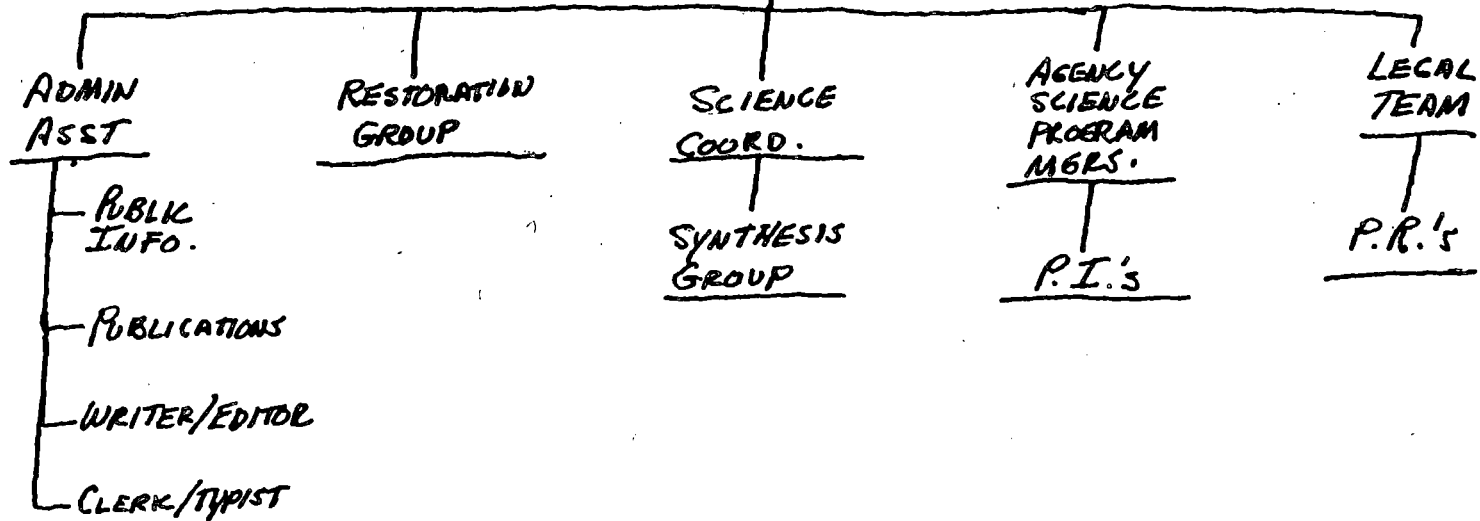 ADMIN
ASST
PUBLIC
INFO.
PUBLICATIONS
WRITER/EDITOR
CLERK/TYPIST
RESTORATION
GROUP
SCIENCE
COORD.
SYNTHESIS
GROUP
AGENCY
SCIENCE
PROGRAM
MGRS.
P.I.'s
LEGAL
TEAM
P.R.'s